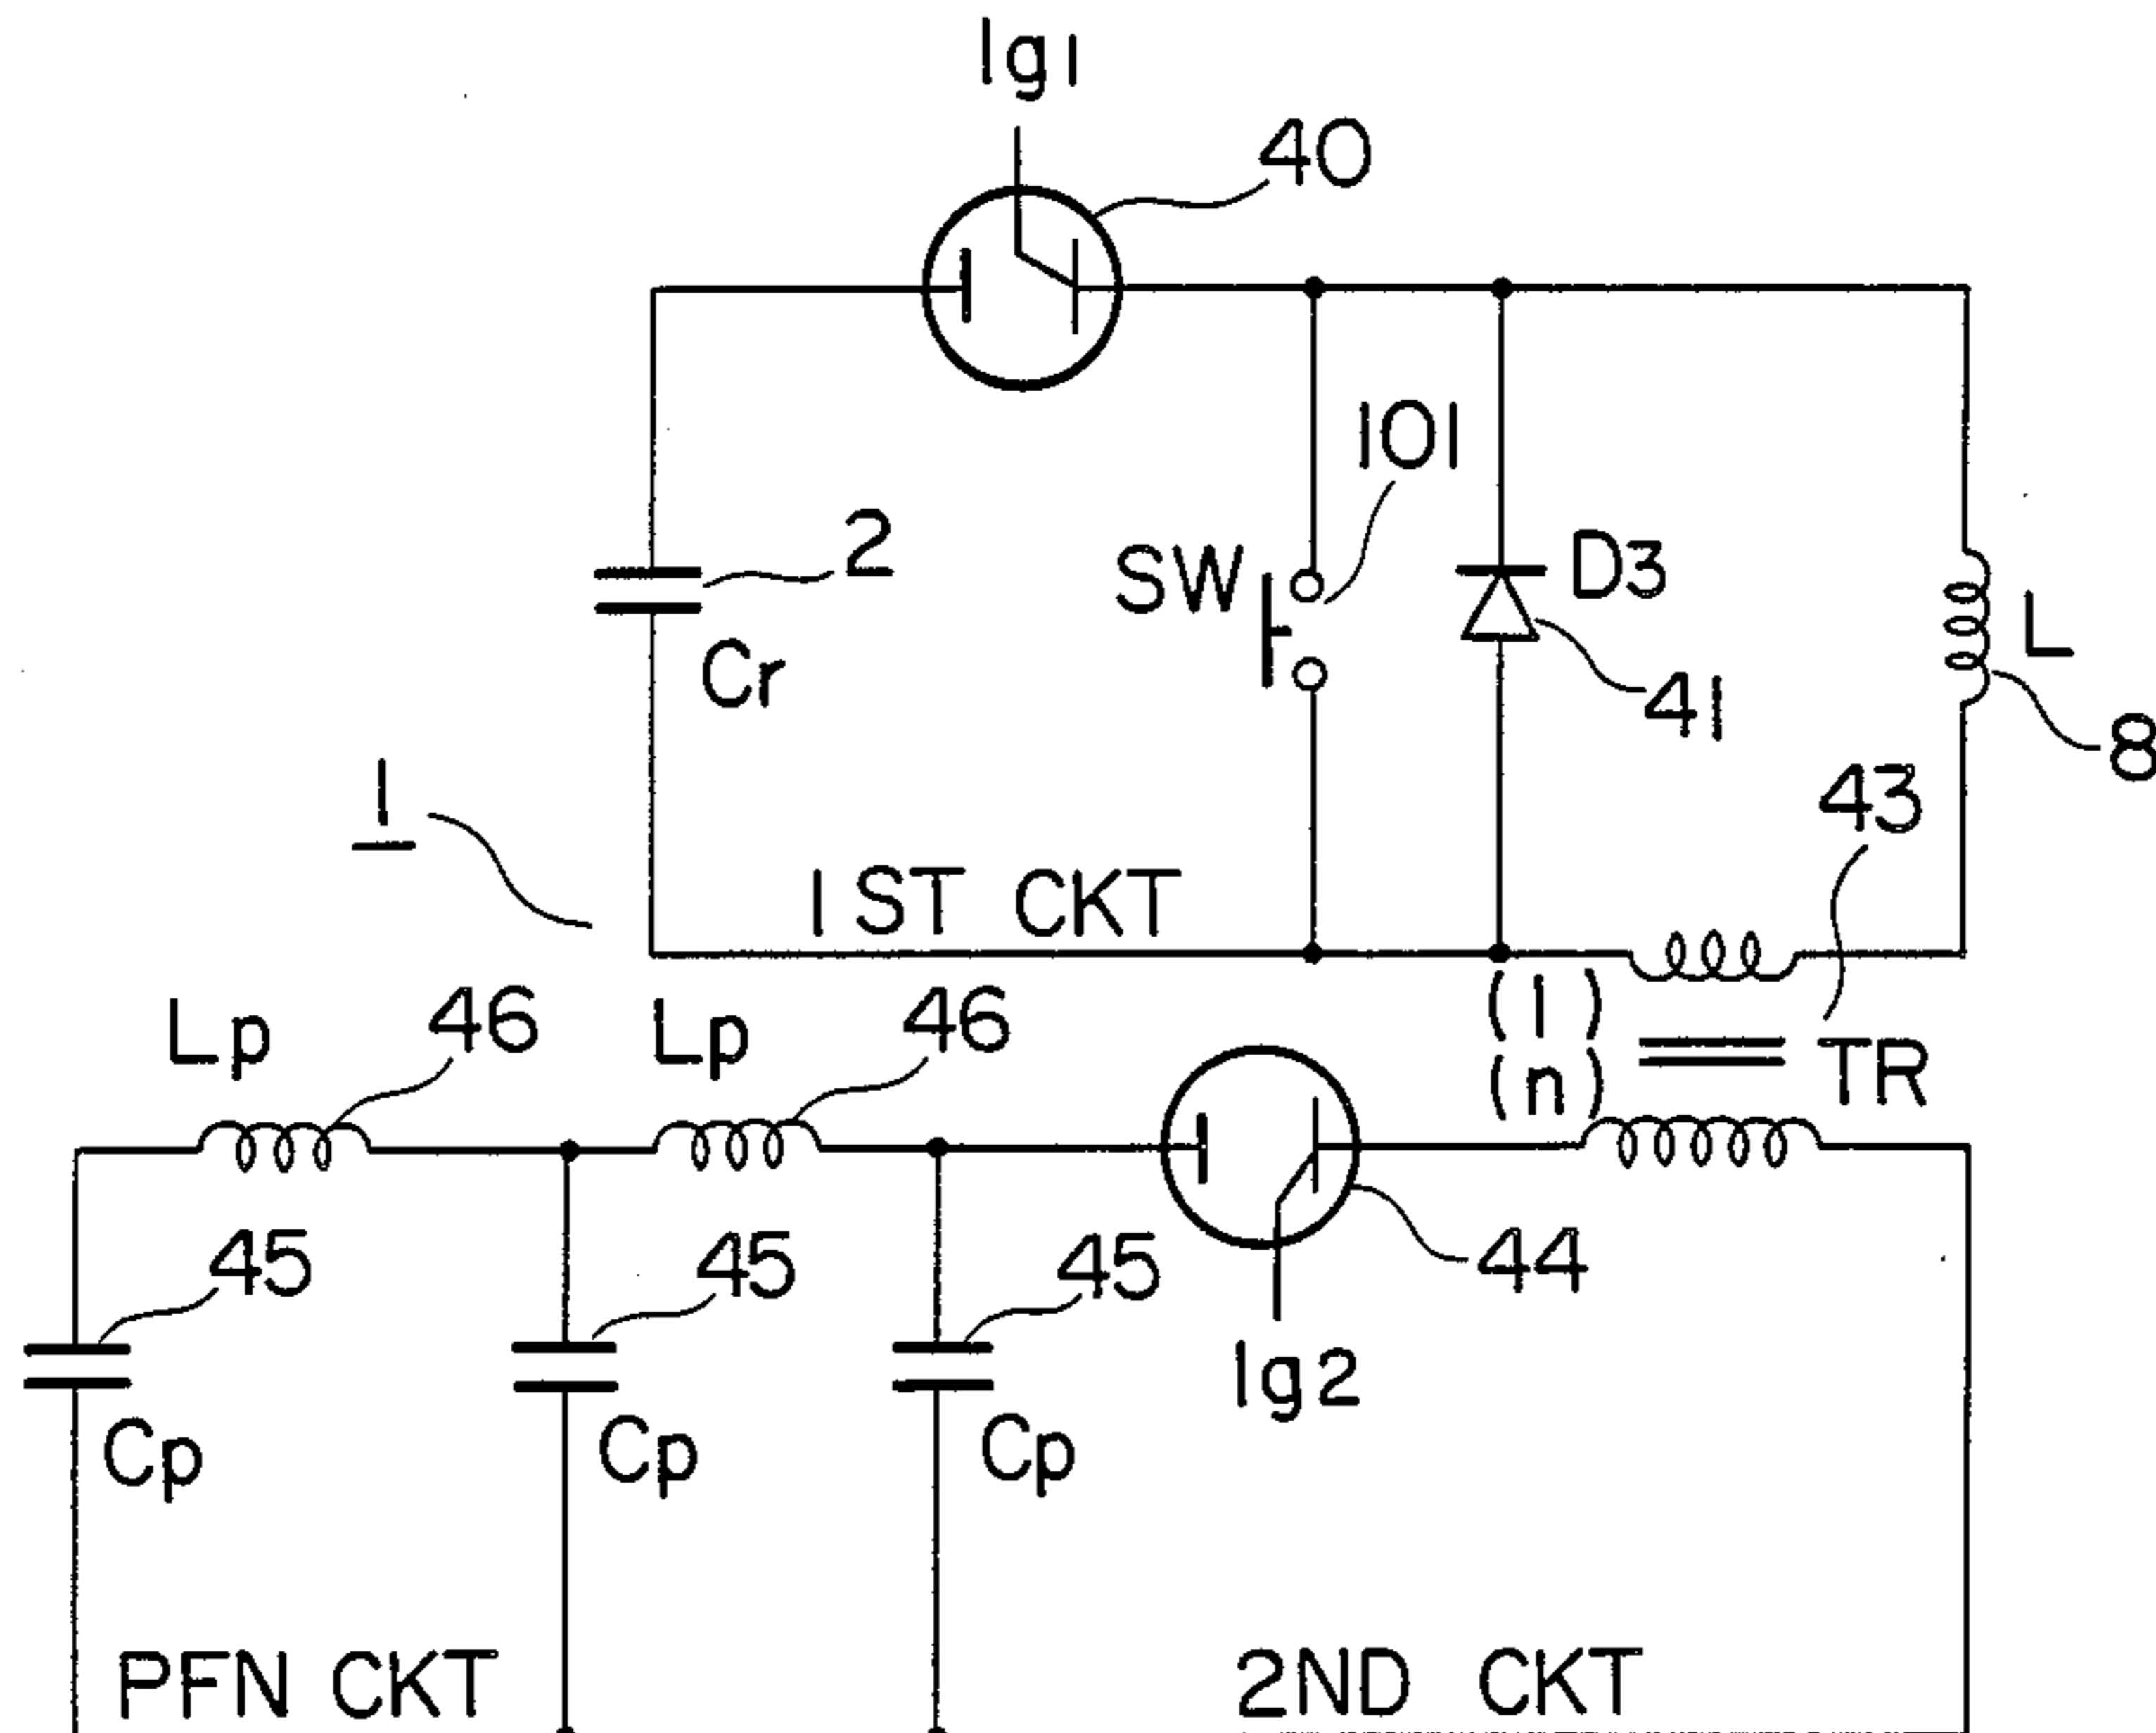 Ig1
40
101
2
SW
D3
L
Cr
41
8
1
43
1ST CKT
Lp
46
Lp
46
(1)
(n)
TR
45
45
45
44
Ig2
Cp
Cp
Cp
PFN CKT
2ND CKT